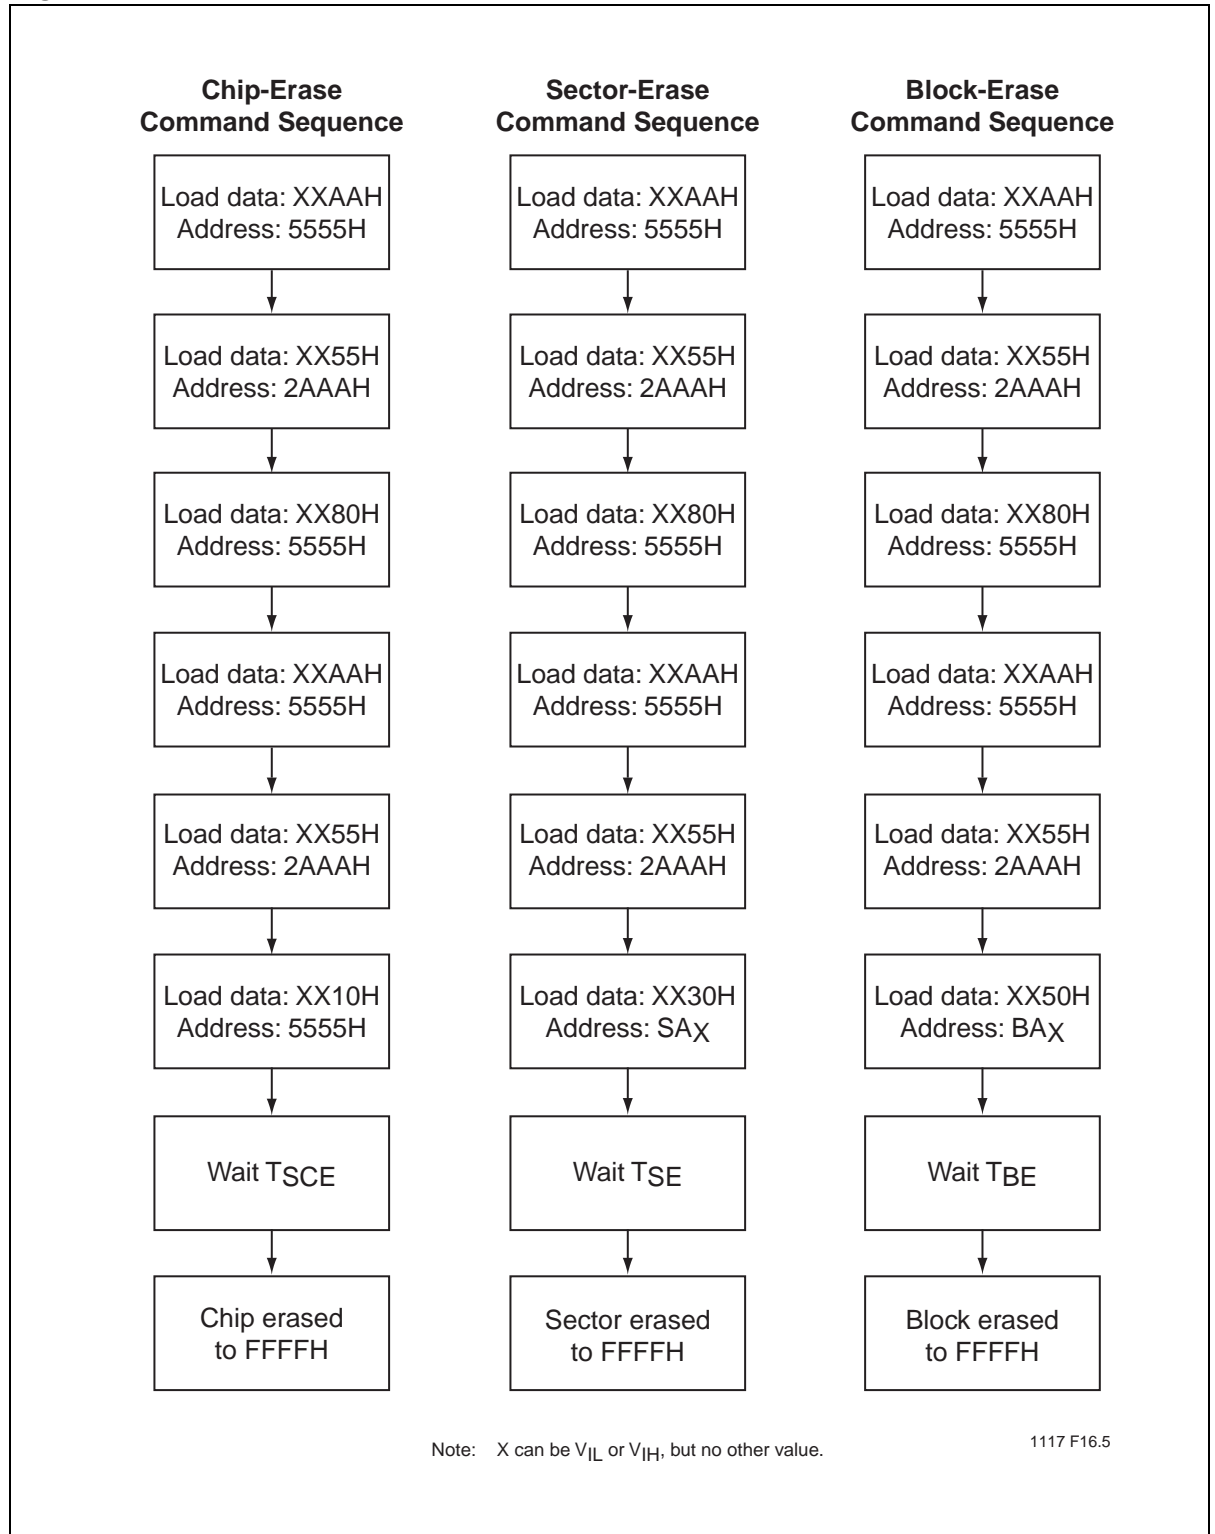 Chip-Erase
Command Sequence
Load data: XXAAH
Address: 5555H
Load data: XX55H
Address: 2AAAH
Load data: XX80H
Address: 5555H
Load data: XXAAH
Address: 5555H
Load data: XX55H
Address: 2AAAH
Load data: XX10H
Address: 5555H
Wait TSCE
Chip erased
to FFFFH
Sector-Erase
Command Sequence
Load data: XXAAH
Address: 5555H
Load data: XX55H
Address: 2AAAH
Load data: XX80H
Address: 5555H
Load data: XXAAH
Address: 5555H
Load data: XX55H
Address: 2AAAH
Load data: XX30H
Address: SAX
Wait TSE
Sector erased
to FFFFH
Block-Erase
Command Sequence
Load data: XXAAH
Address: 5555H
Load data: XX55H
Address: 2AAAH
Load data: XX80H
Address: 5555H
Load data: XXAAH
Address: 5555H
Load data: XX55H
Address: 2AAAH
Load data: XX50H
Address: BAX
Wait TBE
Block erased
to FFFFH
Note: X can be VIL or VIH, but no other value.
1117 F16.5